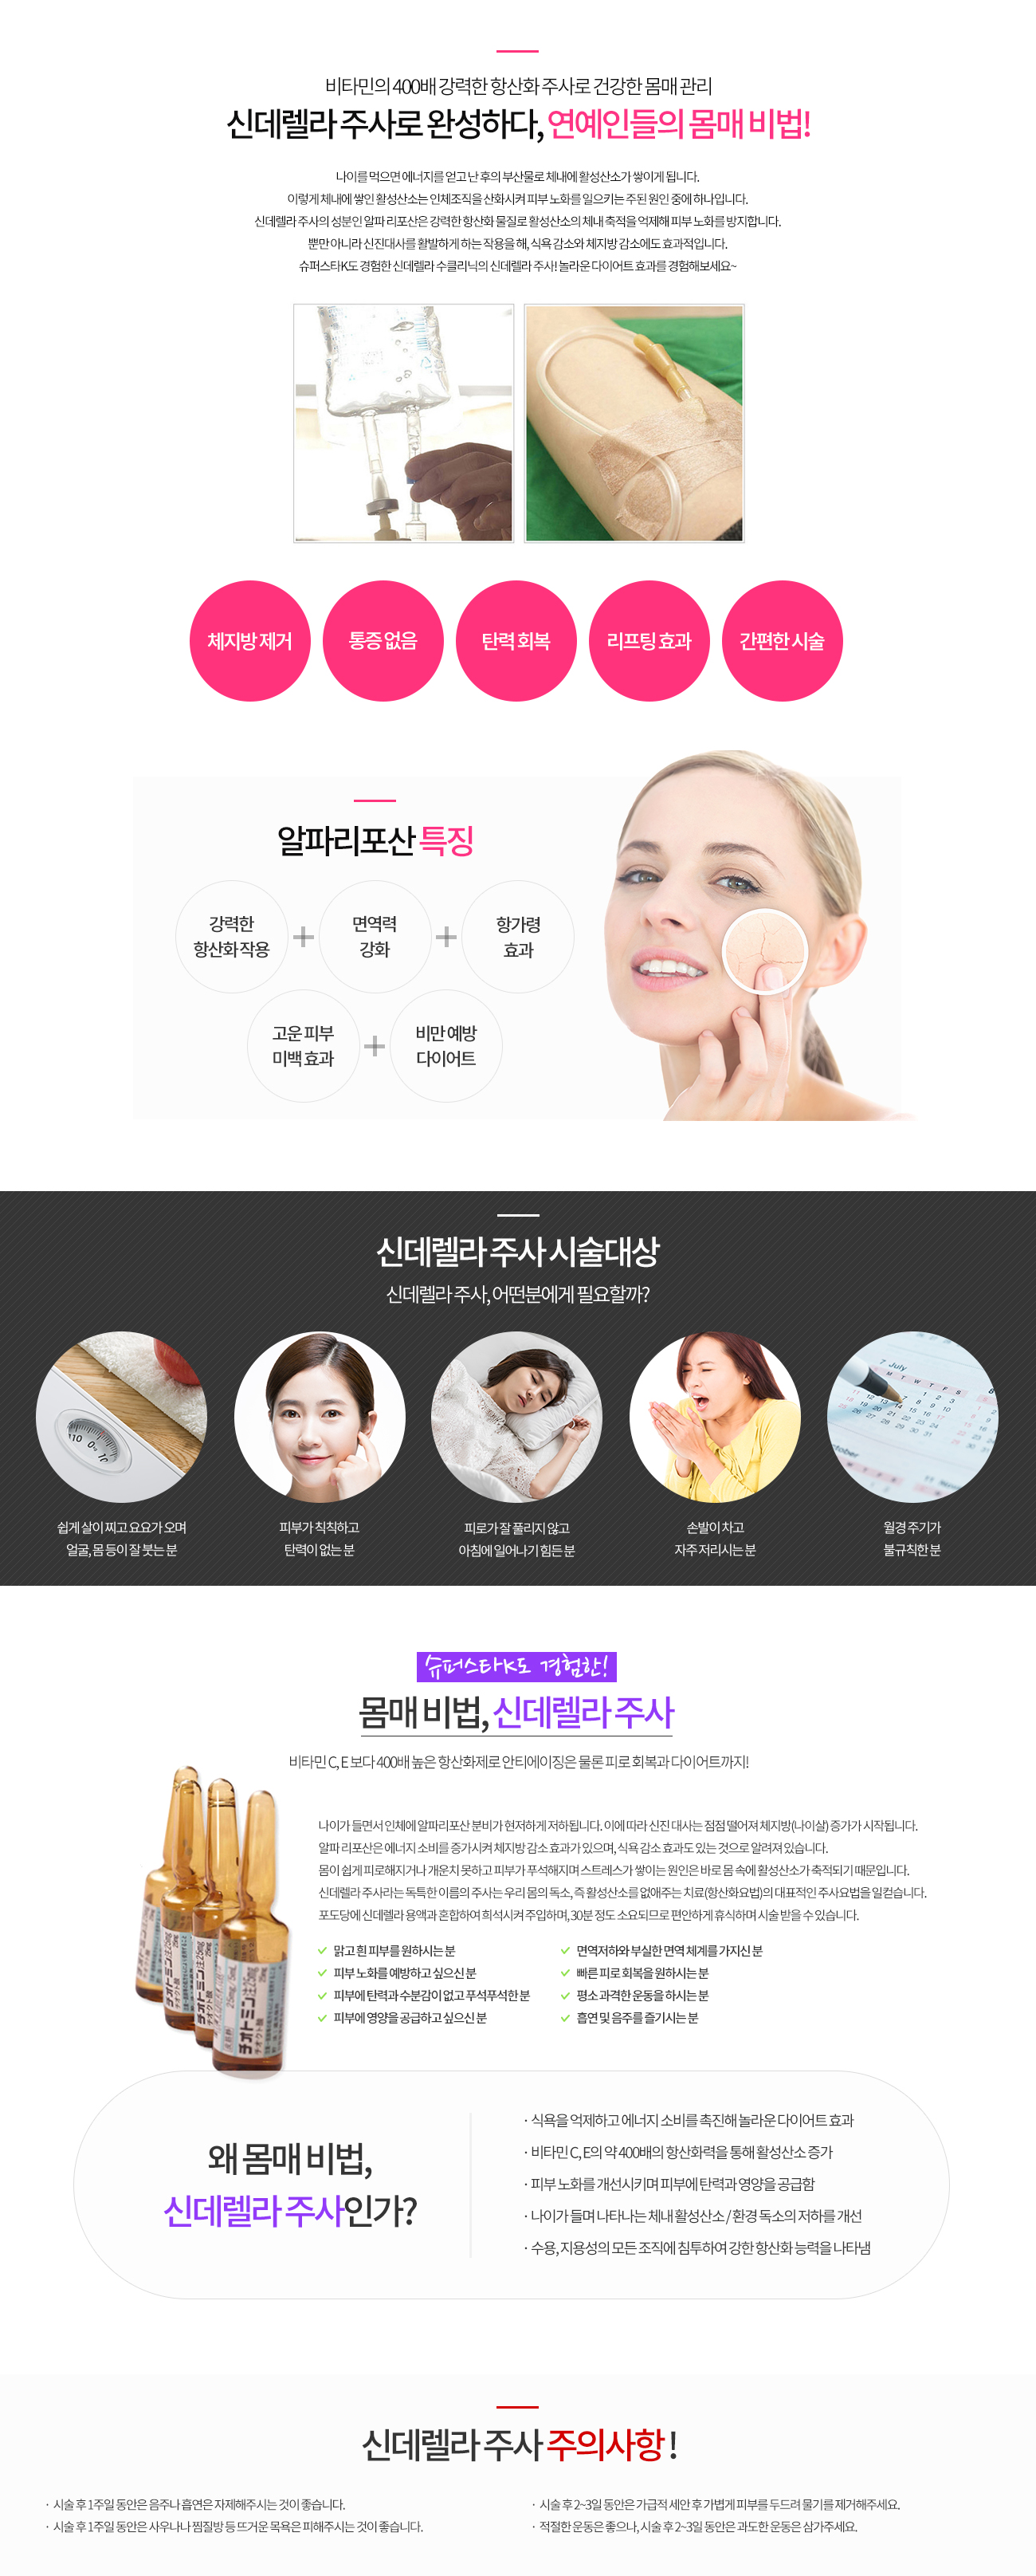 비타민의 400배 강력한 항산화 주사로 건강한 몸매 관리
신데렐라 주사로 완성하다, 연예인들의 몸매 비법!
나이를 먹으면 에너지를 얻고 난 후의 부산물로 체내에 활성산소가 쌓이게 됩니다.
이렇게 체내에 쌓인 활성산소는 인체조직을 산화시켜 피부 노화를 일으키는 주된 원인 중에 하나입니다.
신데렐라 주사의 성분인 알파 리포산은 강력한 항산화 물질로 활성산소의 체내 축적을 억제해 피부 노화를 방지합니다.
뿐만 아니라 신진대사를 활발하게 하는 작용을 해, 식욕 감소와 체지방 감소에도 효과적입니다.
슈퍼스타K도 경험한 신데렐라 수클리닉의 신데렐라 주사! 놀라운 다이어트 효과를 경험해보세요~
체지방 제거
통증 없음
탄력 회복
리프팅 효과
간편한 시술
알파리포산 특징
강력한
항산화 작용
면역력
강화
항가령
효과
고운 피부
미백 효과
비만 예방
다이어트
신데렐라 주사 시술대상
신데렐라 주사, 어떤분에게 필요할까?
쉽게 살이 찌고 요요가 오며
얼굴, 몸 등이 잘 붓는 분
피부가 칙칙하고
탄력이 없는 분
피로가 잘 풀리지 않고
아침에 일어나기 힘든 분
손발이 차고
자주 저리시는 분
7 July
월경 주기가
불규칙한 분
슈퍼스타K도 경험한!
몸매 비법, 신데렐라 주사
비타민 C, E 보다 400배 높은 항산화제로 안티에이징은 물론 피로 회복과 다이어트까지!
나이가 들면서 인체에 알파리포산 분비가 현저하게 저하됩니다. 이에 따라 신진 대사는 점점 떨어져 체지방(나이살) 증가가 시작됩니다.
알파 리포산은 에너지 소비를 증가시켜 체지방 감소 효과가 있으며, 식욕 감소 효과도 있는 것으로 알려져 있습니다.
몸이 쉽게 피로해지거나 개운치 못하고 피부가 푸석해지며 스트레스가 쌓이는 원인은 바로 몸 속에 활성산소가 축적되기 때문입니다.
신데렐라 주사라는 독특한 이름의 주사는 우리 몸의 독소, 즉 활성산소를 없애주는 치료(항산화요법)의 대표적인 주사요법을 일컫습니다.
포도당에 신데렐라 용액과 혼합하여 희석시켜 주입하며, 30분 정도 소요되므로 편안하게 휴식하며 시술 받을 수 있습니다.
맑고 흰 피부를 원하시는 분
피부 노화를 예방하고 싶으신 분
피부에 탄력과 수분감이 없고 푸석푸석한 분
피부에 영양을 공급하고 싶으신 분
면역저하와 부실한 면역 체계를 가지신 분
빠른 피로 회복을 원하시는 분
평소 과격한 운동을 하시는 분
흡연 및 음주를 즐기시는 분
チオトミン
왜 몸매 비법,
신데렐라 주사인가?
· 식욕을 억제하고 에너지 소비를 촉진해 놀라운 다이어트 효과
· 비타민 C, E의 약 400배의 항산화력을 통해 활성산소 증가
· 피부 노화를 개선시키며 피부에 탄력과 영양을 공급함
· 나이가 들며 나타나는 체내 활성산소 / 환경 독소의 저하를 개선
· 수용, 지용성의 모든 조직에 침투하여 강한 항산화 능력을 나타냄
신데렐라 주사 주의사항 !
· 시술 후 1주일 동안은 음주나 흡연은 자제해주시는 것이 좋습니다.
· 시술 후 1주일 동안은 사우나나 찜질방 등 뜨거운 목욕은 피해주시는 것이 좋습니다.
· 시술 후 2~3일 동안은 가급적 세안 후 가볍게 피부를 두드려 물기를 제거해주세요.
· 적절한 운동은 좋으나, 시술 후 2~3일 동안은 과도한 운동은 삼가주세요.